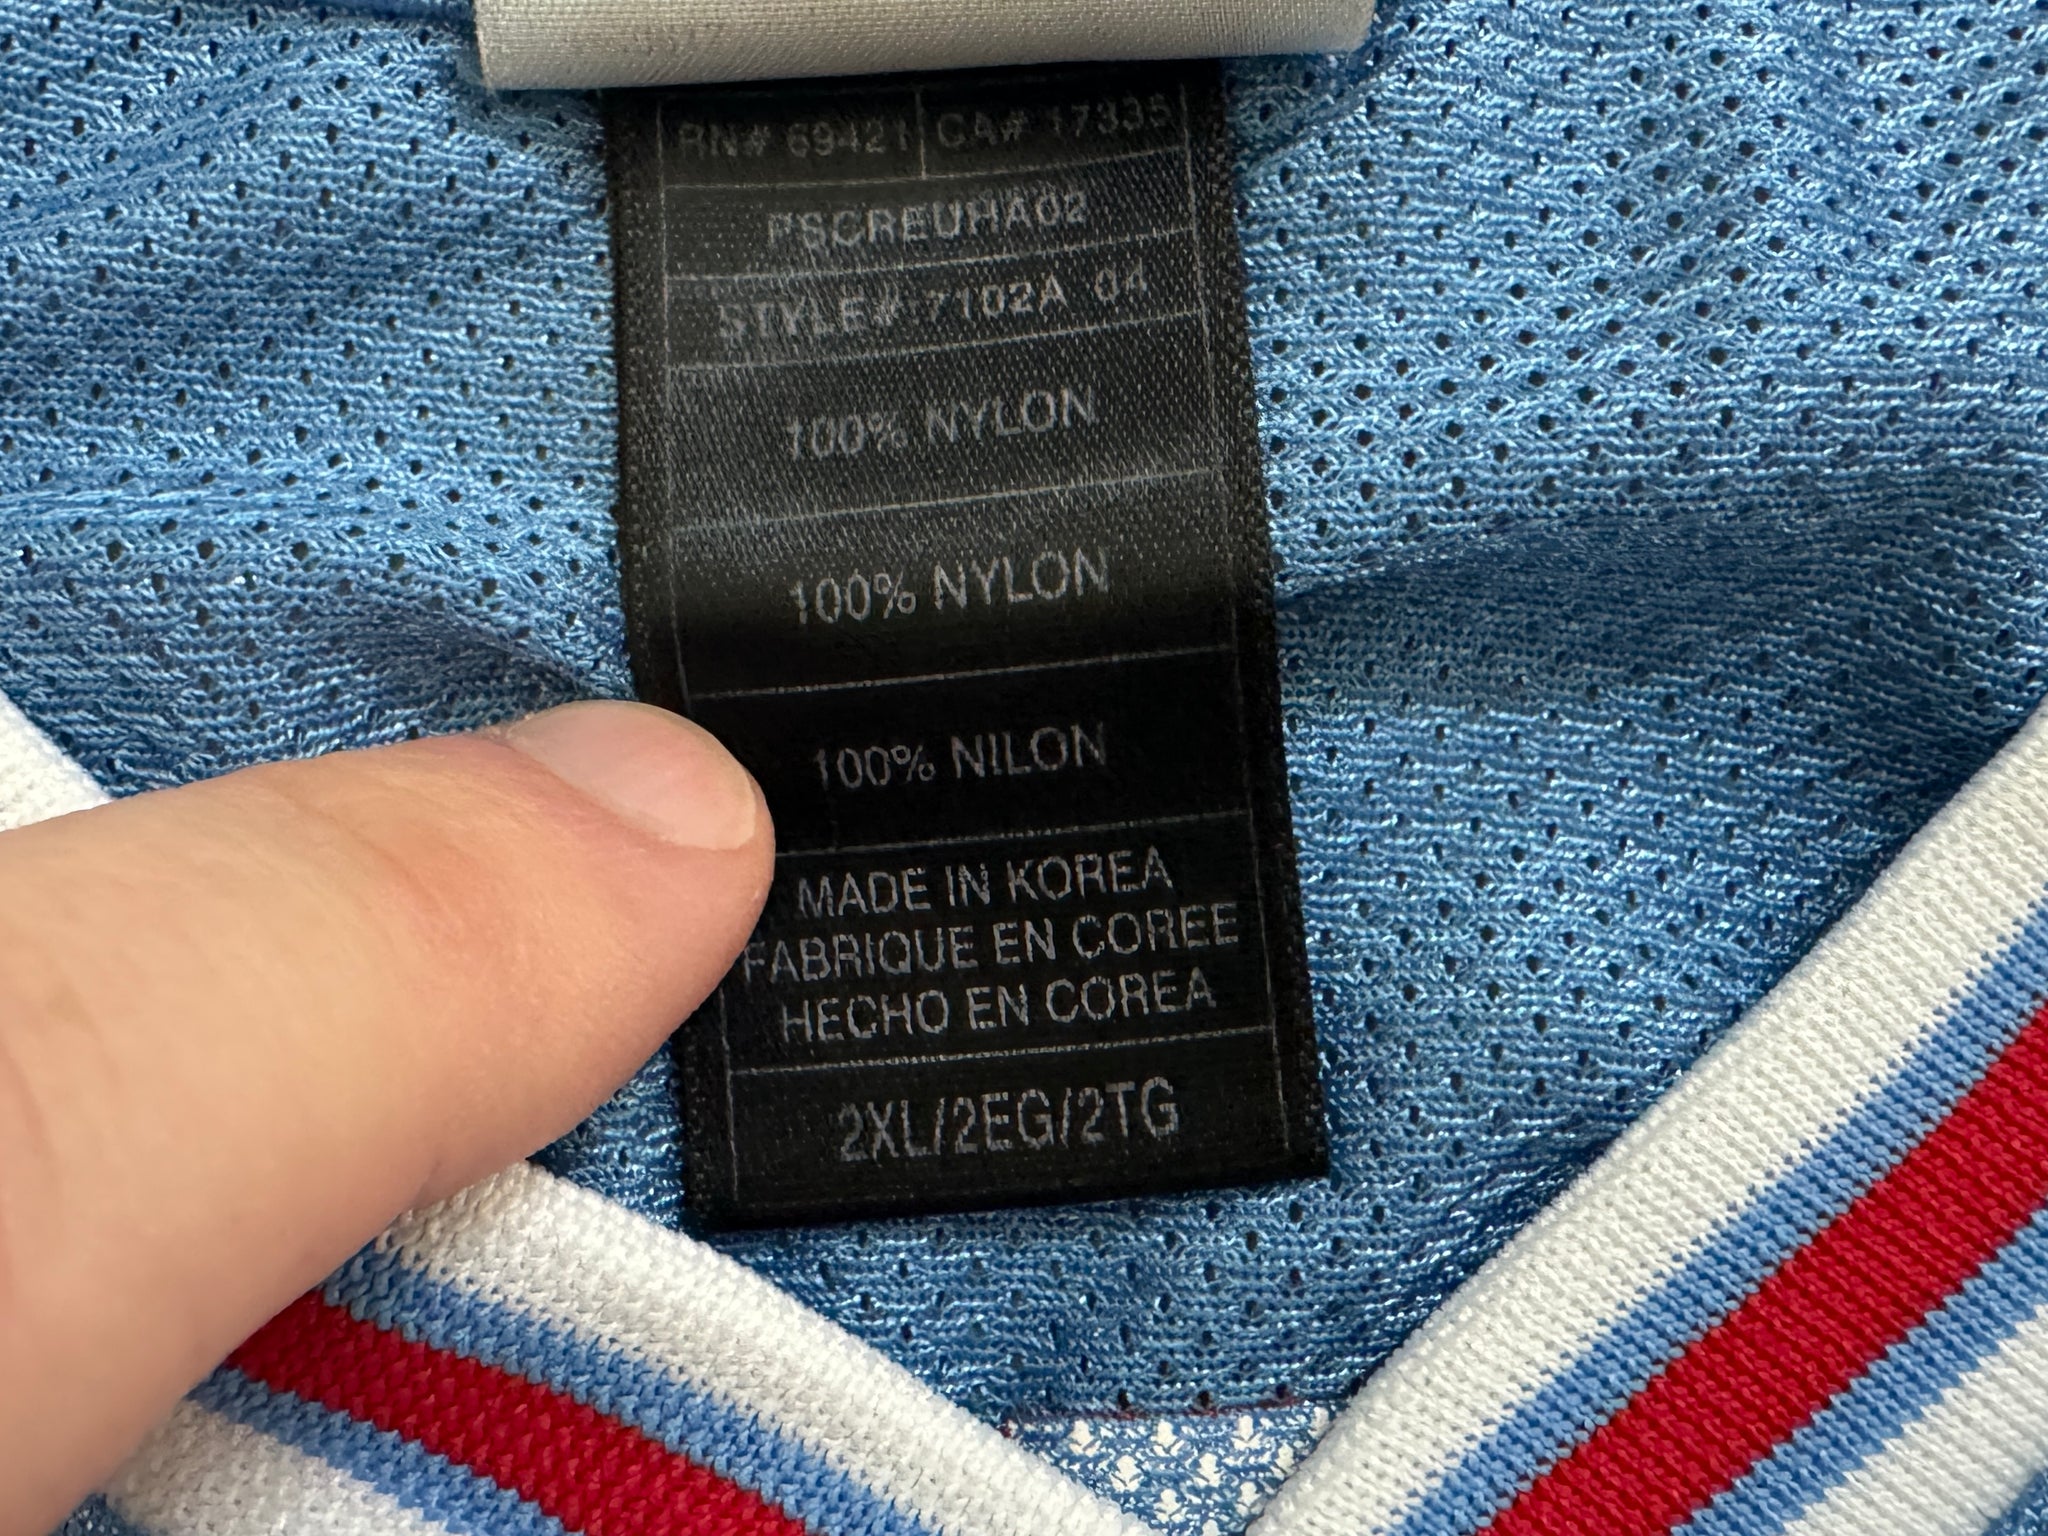 RN# 69421 CA# 17335
PSCREUHA02
STYLE# 7102A 04
100% NYLON
100% NYLON
100% NILON
MADE IN KOREA
FABRIQUE EN COREE
HECHO EN COREA
2XL/2EG/2TG